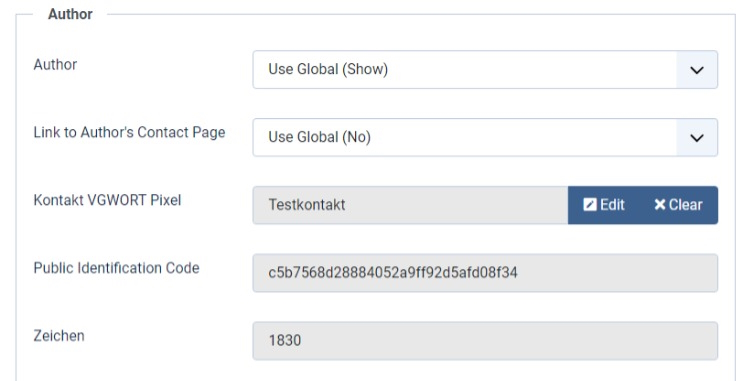 Author
Author
Use Global (Show)
Link to Author's Contact Page
Use Global (No)
Kontakt VGWORT Pixel
Testkontakt
Edit
Clear
Public Identification Code
c5b7568d28884052a9ff92d5afd08f34
Zeichen
1830